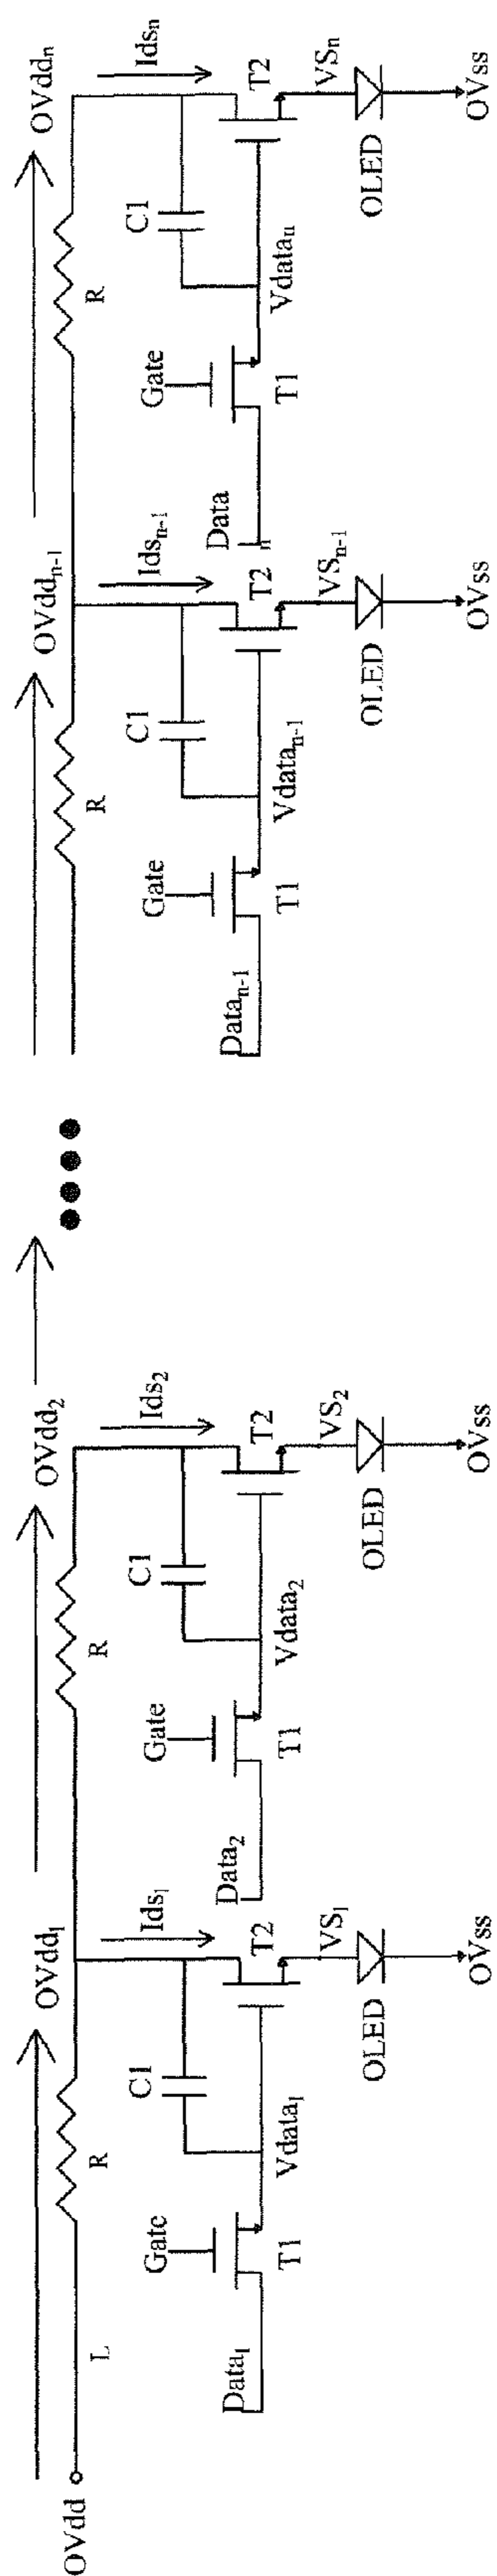 OVdd
L
R
OVdd₁
Ids₁
Data₁
Gate
T1
C1
Vdata₁
T2
VS₁
OLED
OVss
R
OVdd₂
Ids₂
Data₂
Gate
T1
C1
Vdata₂
T2
VS₂
OLED
OVss
R
OVddₙ₋₁
Idsₙ₋₁
Dataₙ₋₁
Gate
T1
C1
Vdataₙ₋₁
T2
VSₙ₋₁
OLED
OVss
R
OVddₙ
Idsₙ
Dataₙ
Gate
T1
C1
Vdataₙ
T2
VSₙ
OLED
OVss